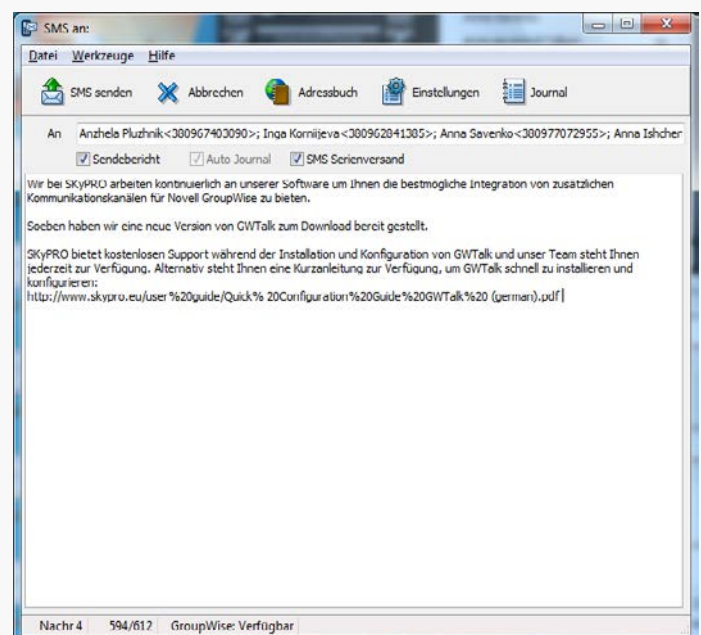 SMS an:
Datei Werkzeuge Hilfe
SMS senden Abbrechen Adressbuch Einstellungen Journal
An Anzhela Pluzhnik<380967403090>; Inga Kornijeva<380962841385>; Anna Savenko<380977072955>; Anna Ishcher
Sendebericht Auto Journal SMS Serienversand
Wir bei SKyPRO arbeiten kontinuierlich an unserer Software um Ihnen die bestmögliche Integration von zusätzlichen
Kommunikationskanälen für Novell GroupWise zu bieten.
Soeben haben wir eine neue Version von GWTalk zum Download bereit gestellt.
SKyPRO bietet kostenlosen Support während der Installation und Konfiguration von GWTalk und unser Team steht Ihnen
jederzeit zur Verfügung. Alternativ steht Ihnen eine Kurzanleitung zur Verfügung, um GWTalk schnell zu installieren und
konfigurieren:
http://www.skypro.eu/user%20guide/Quick% 20Configuration%20Guide%20GWTalk%20 (german).pdf
Nachr 4 594/612 GroupWise: Verfügbar